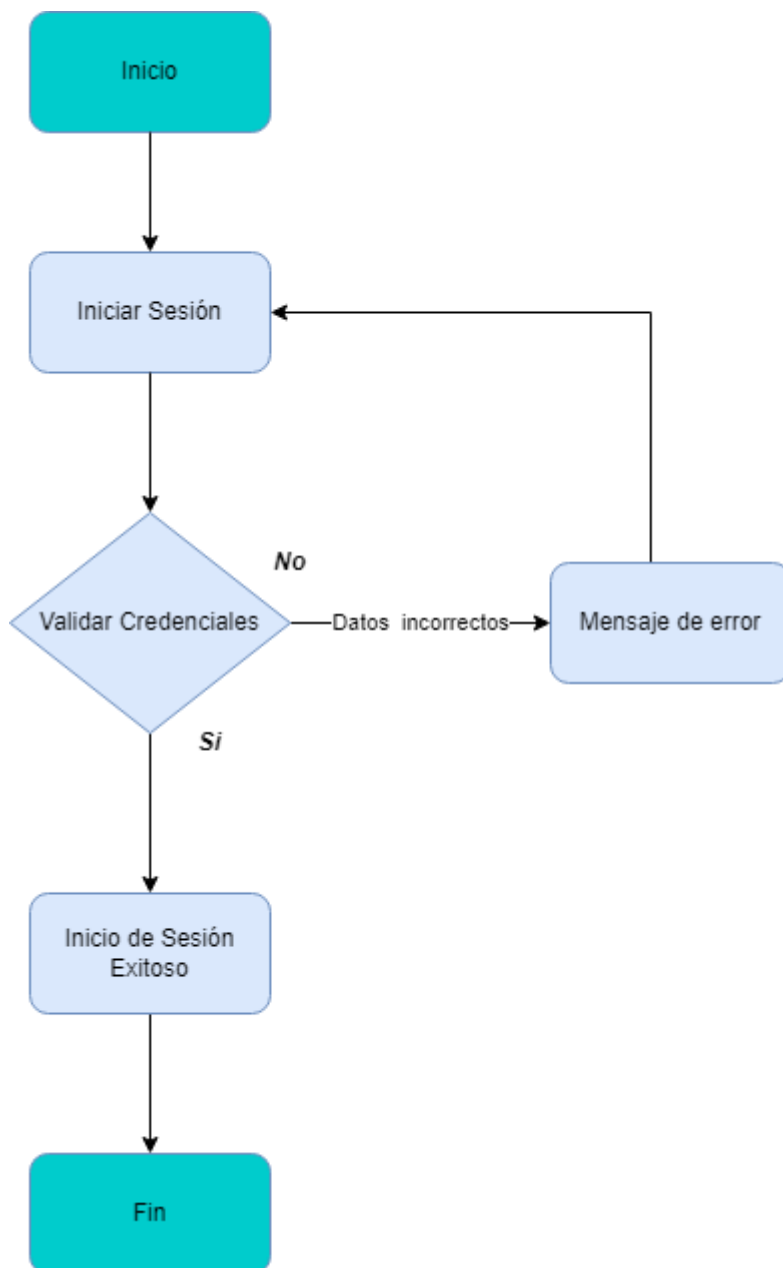 Inicio
Iniciar Sesión
No
Validar Credenciales
Datos incorrectos
Mensaje de error
Si
Inicio de Sesión
Exitoso
Fin